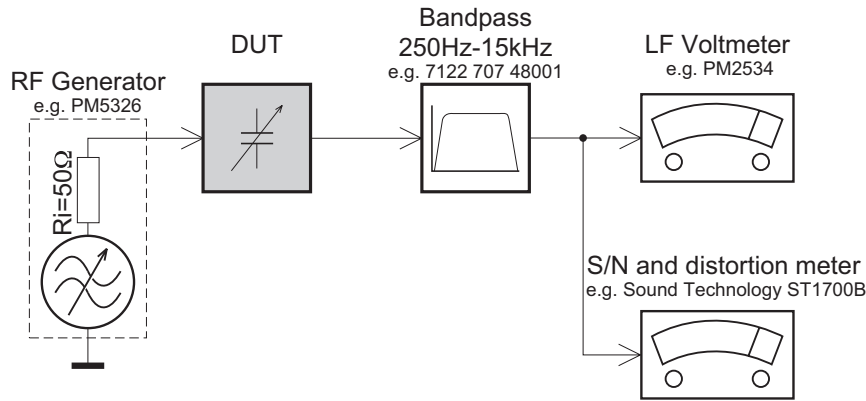 RF Generator
e.g. PM5326
Ri=50Ω
DUT
Bandpass
250Hz-15kHz
e.g. 7122 707 48001
LF Voltmeter
e.g. PM2534
S/N and distortion meter
e.g. Sound Technology ST1700B